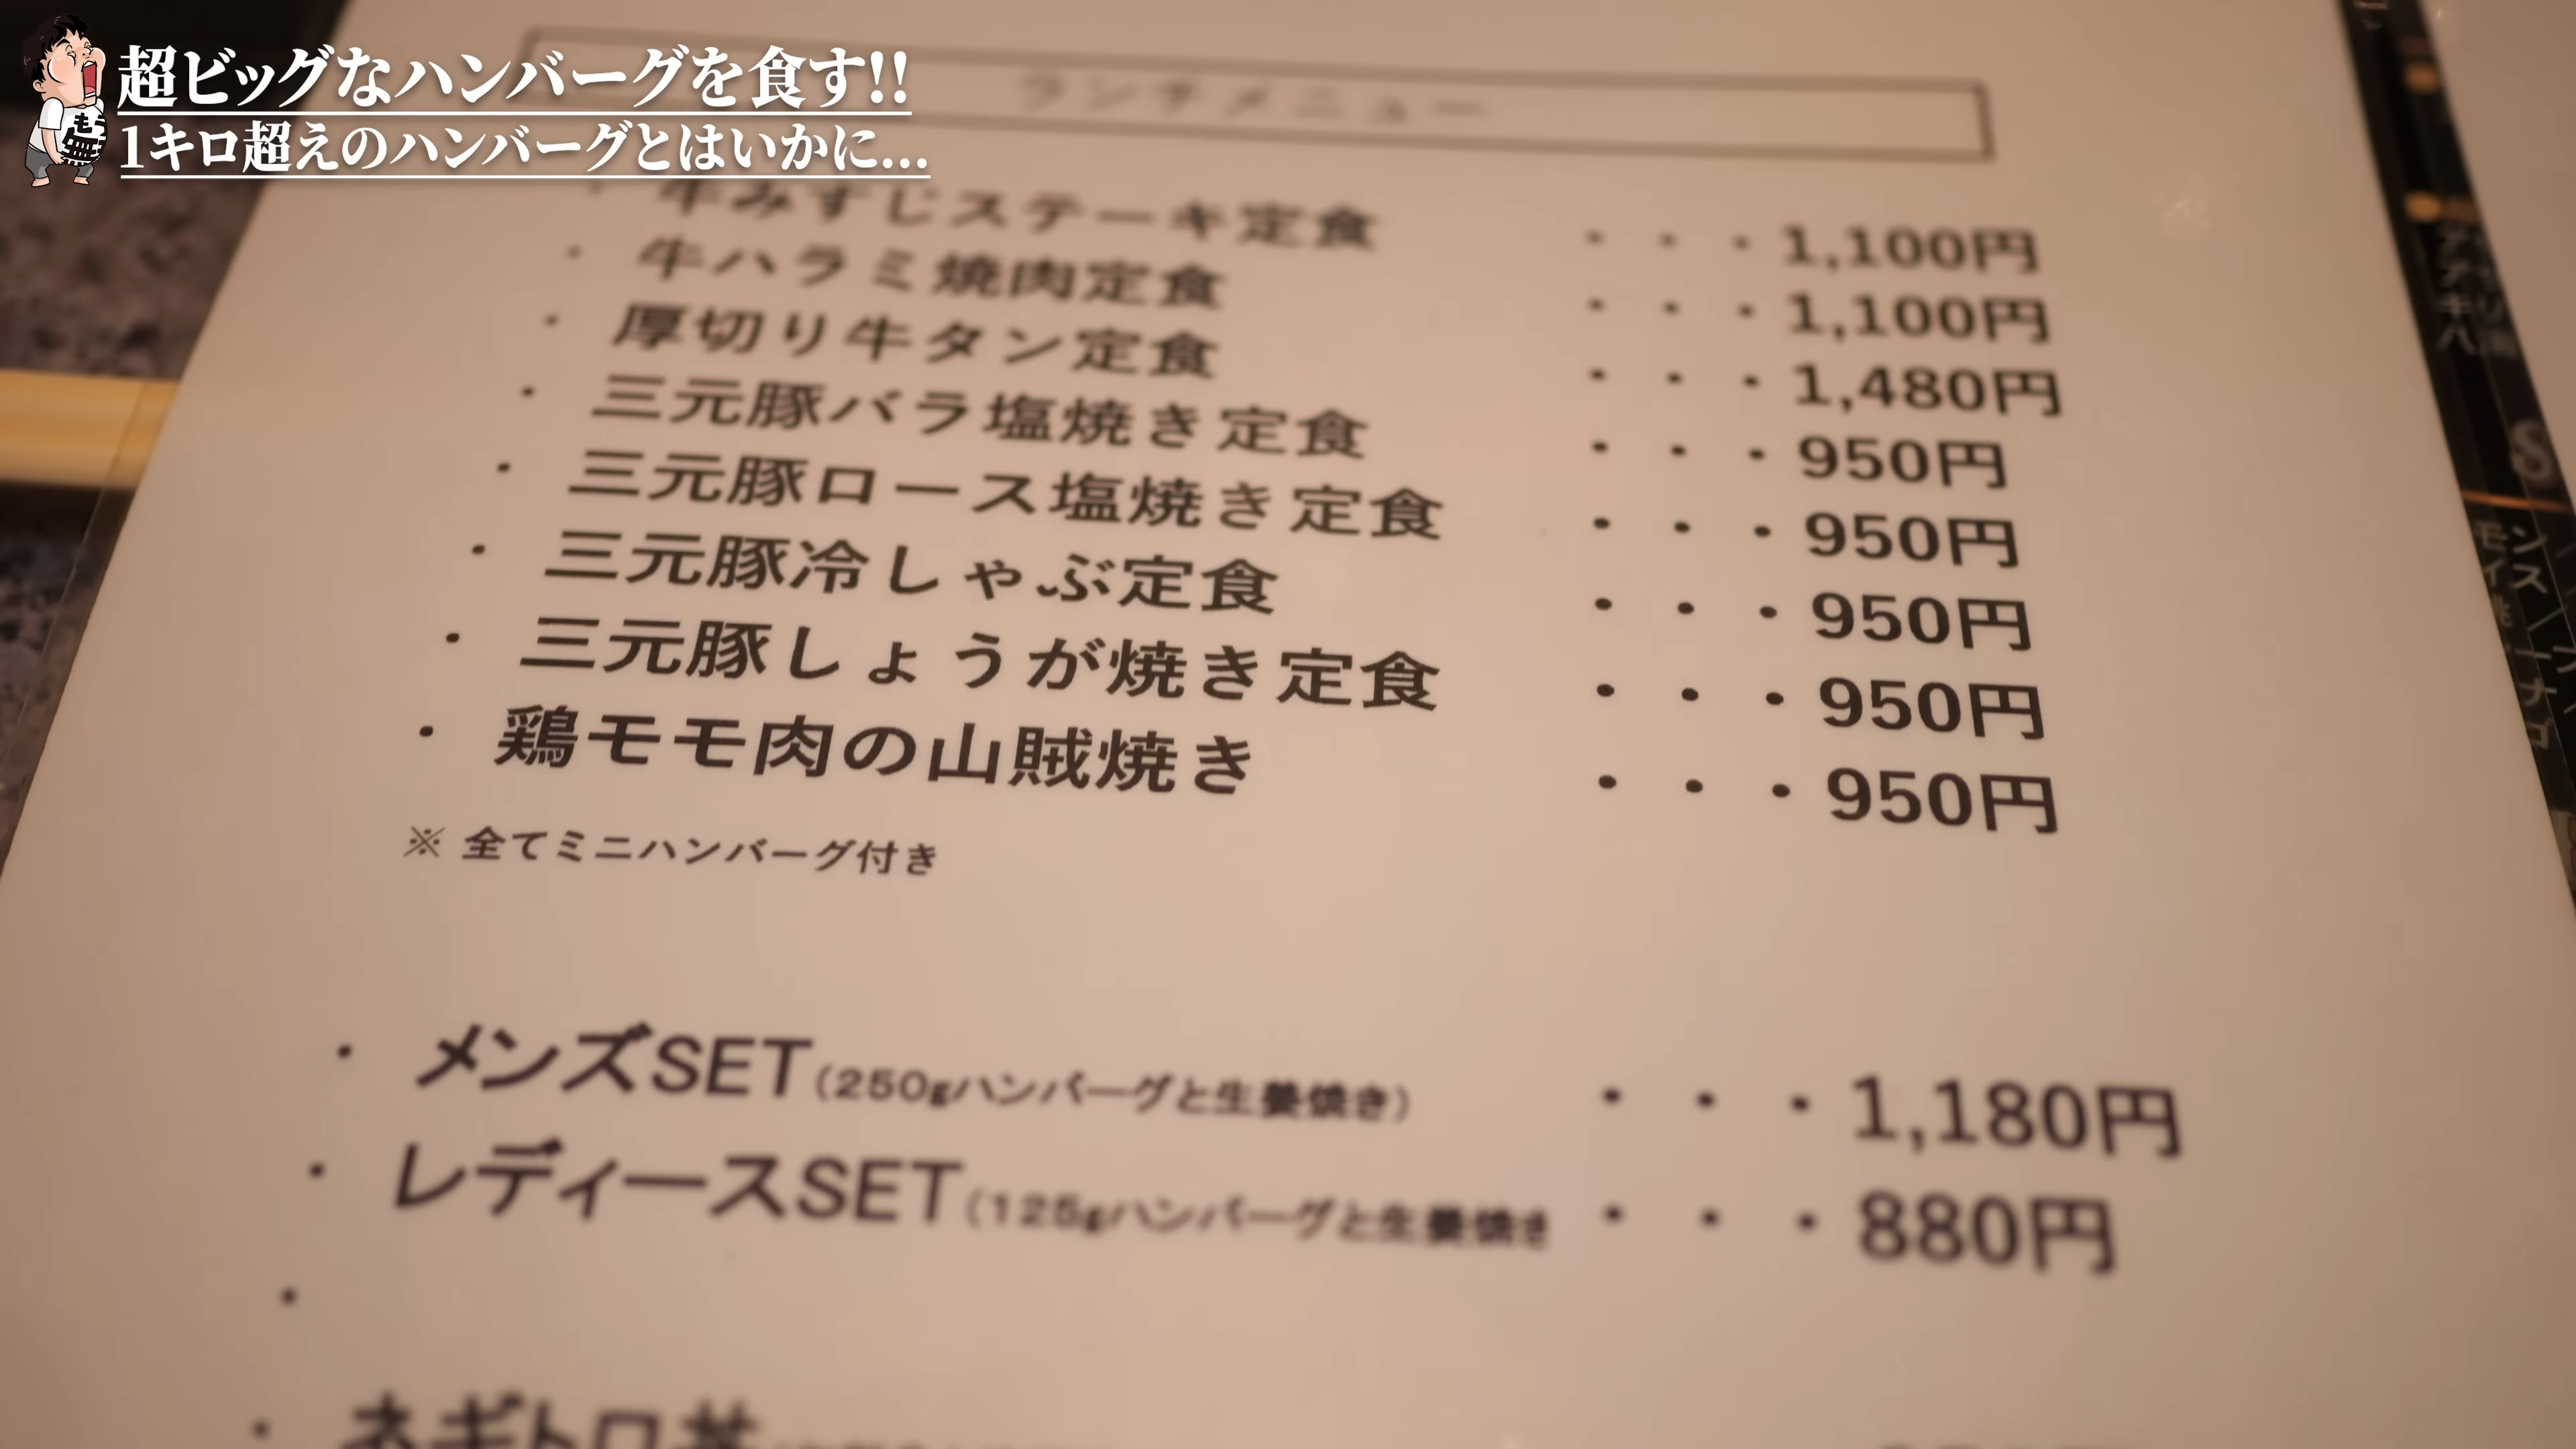 超ビッグなハンバーグを食す!!
1キロ超えのハンバーグとはいかに...
ランチメニュー
・ 牛みすじステーキ定食 ・・・1,100円
・ 牛ハラミ焼肉定食 ・・・1,100円
・ 厚切り牛タン定食 ・・・1,480円
・ 三元豚バラ塩焼き定食 ・・・950円
・ 三元豚ロース塩焼き定食 ・・・950円
・ 三元豚冷しゃぶ定食 ・・・950円
・ 三元豚しょうが焼き定食 ・・・950円
・ 鶏モモ肉の山賊焼き ・・・950円
※ 全てミニハンバーグ付き
・ メンズSET(250gハンバーグと生姜焼き) ・・・1,180円
・ レディースSET(125gハンバーグと生姜焼き ・・・880円
・
・ ネギトロ丼